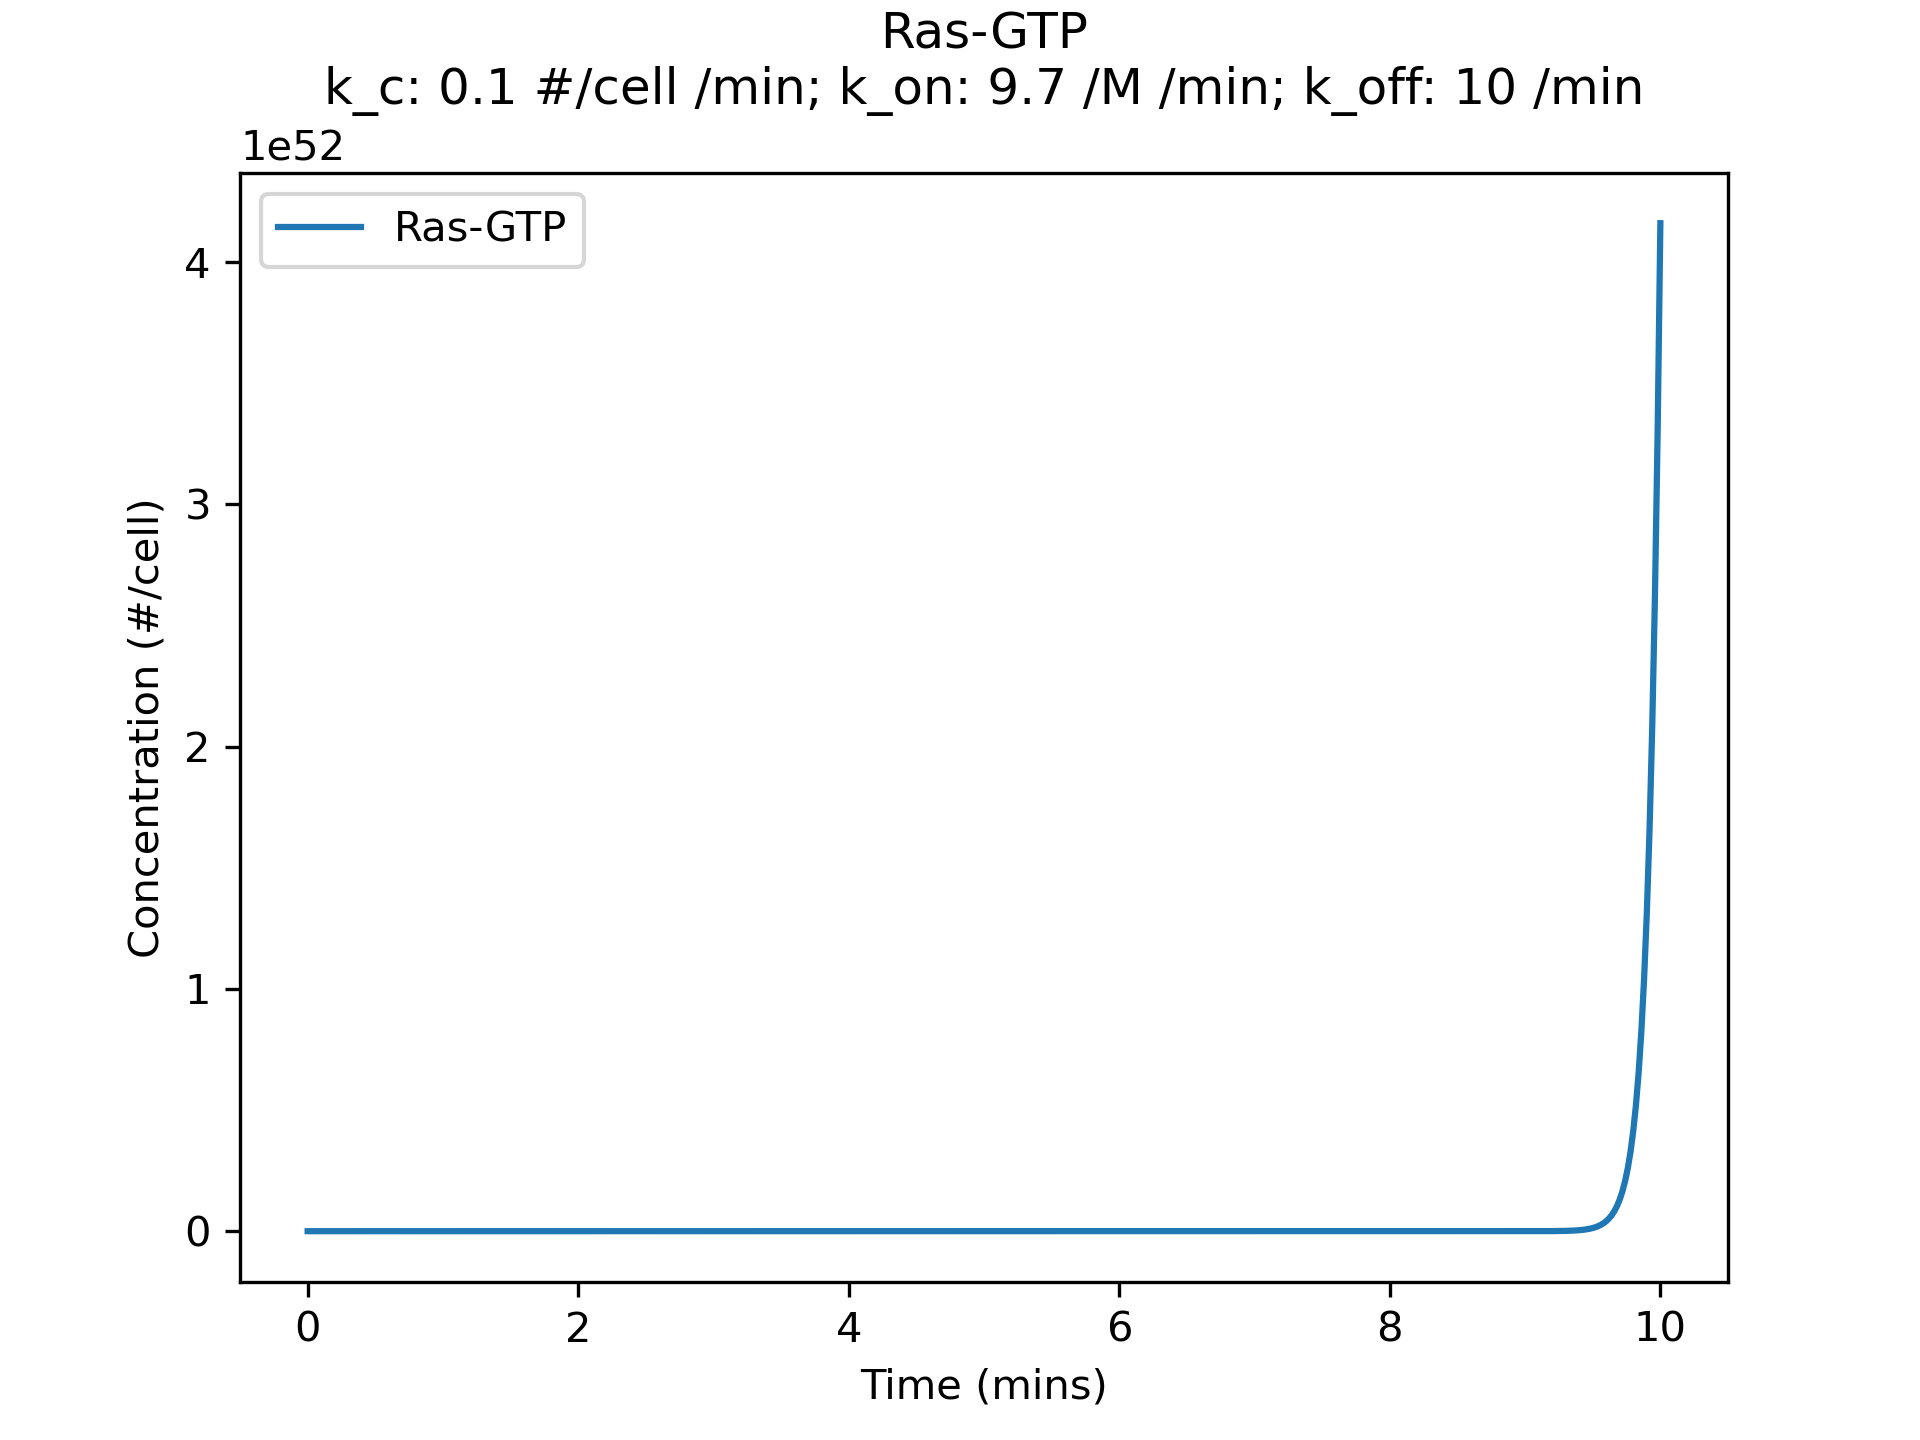 Ras-GTP
k_c: 0.1 #/cell /min; k_on: 9.7 /M /min; k_off: 10 /min
1e52
Ras-GTP
4
3
2
1
0
Concentration (#/cell)
0 2 4 6 8 10
Time (mins)